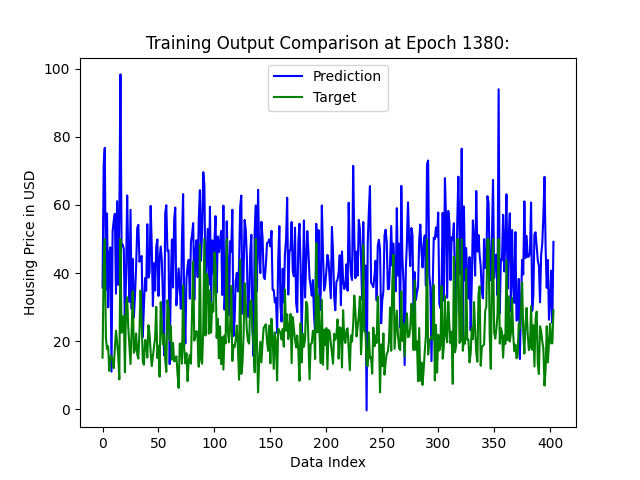 Training Output Comparison at Epoch 1380:
Prediction
Target
Housing Price in USD
100
80
60
40
20
0
0 50 100 150 200 250 300 350 400
Data Index